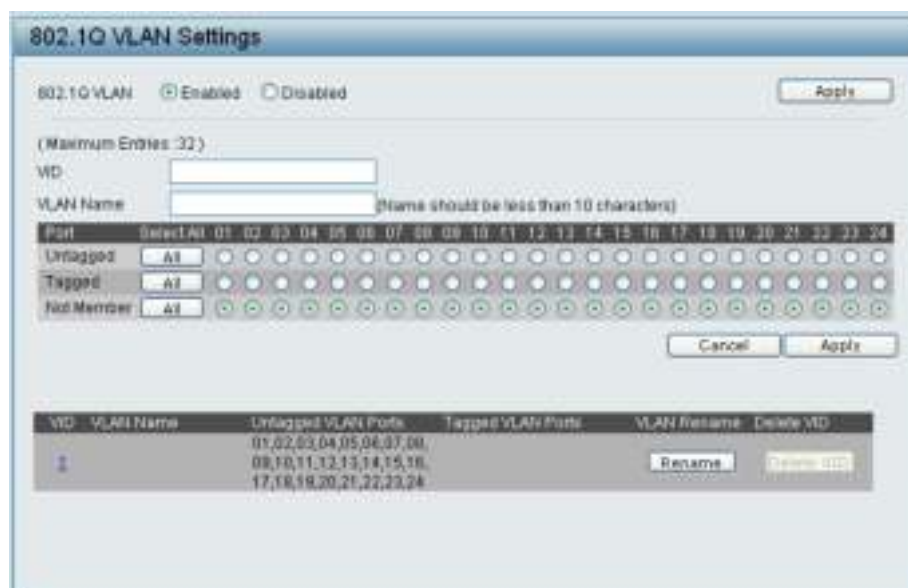 802.1Q VLAN Settings
802.1Q VLAN Enabled Disabled Apply
( Maximum Entries :32 )
VID
VLAN Name (Name should be less than 10 characters)
Port Select All 01 02 03 04 05 06 07 08 09 10 11 12 13 14 15 16 17 18 19 20 21 22 23 24
Untagged All
Tagged All
Not Member All
Cancel Apply
VID VLAN Name Untagged VLAN Ports Tagged VLAN Ports VLAN Rename Delete VID
1 01,02,03,04,05,06,07,08,
09,10,11,12,13,14,15,16,
17,18,19,20,21,22,23,24
Rename Delete VID